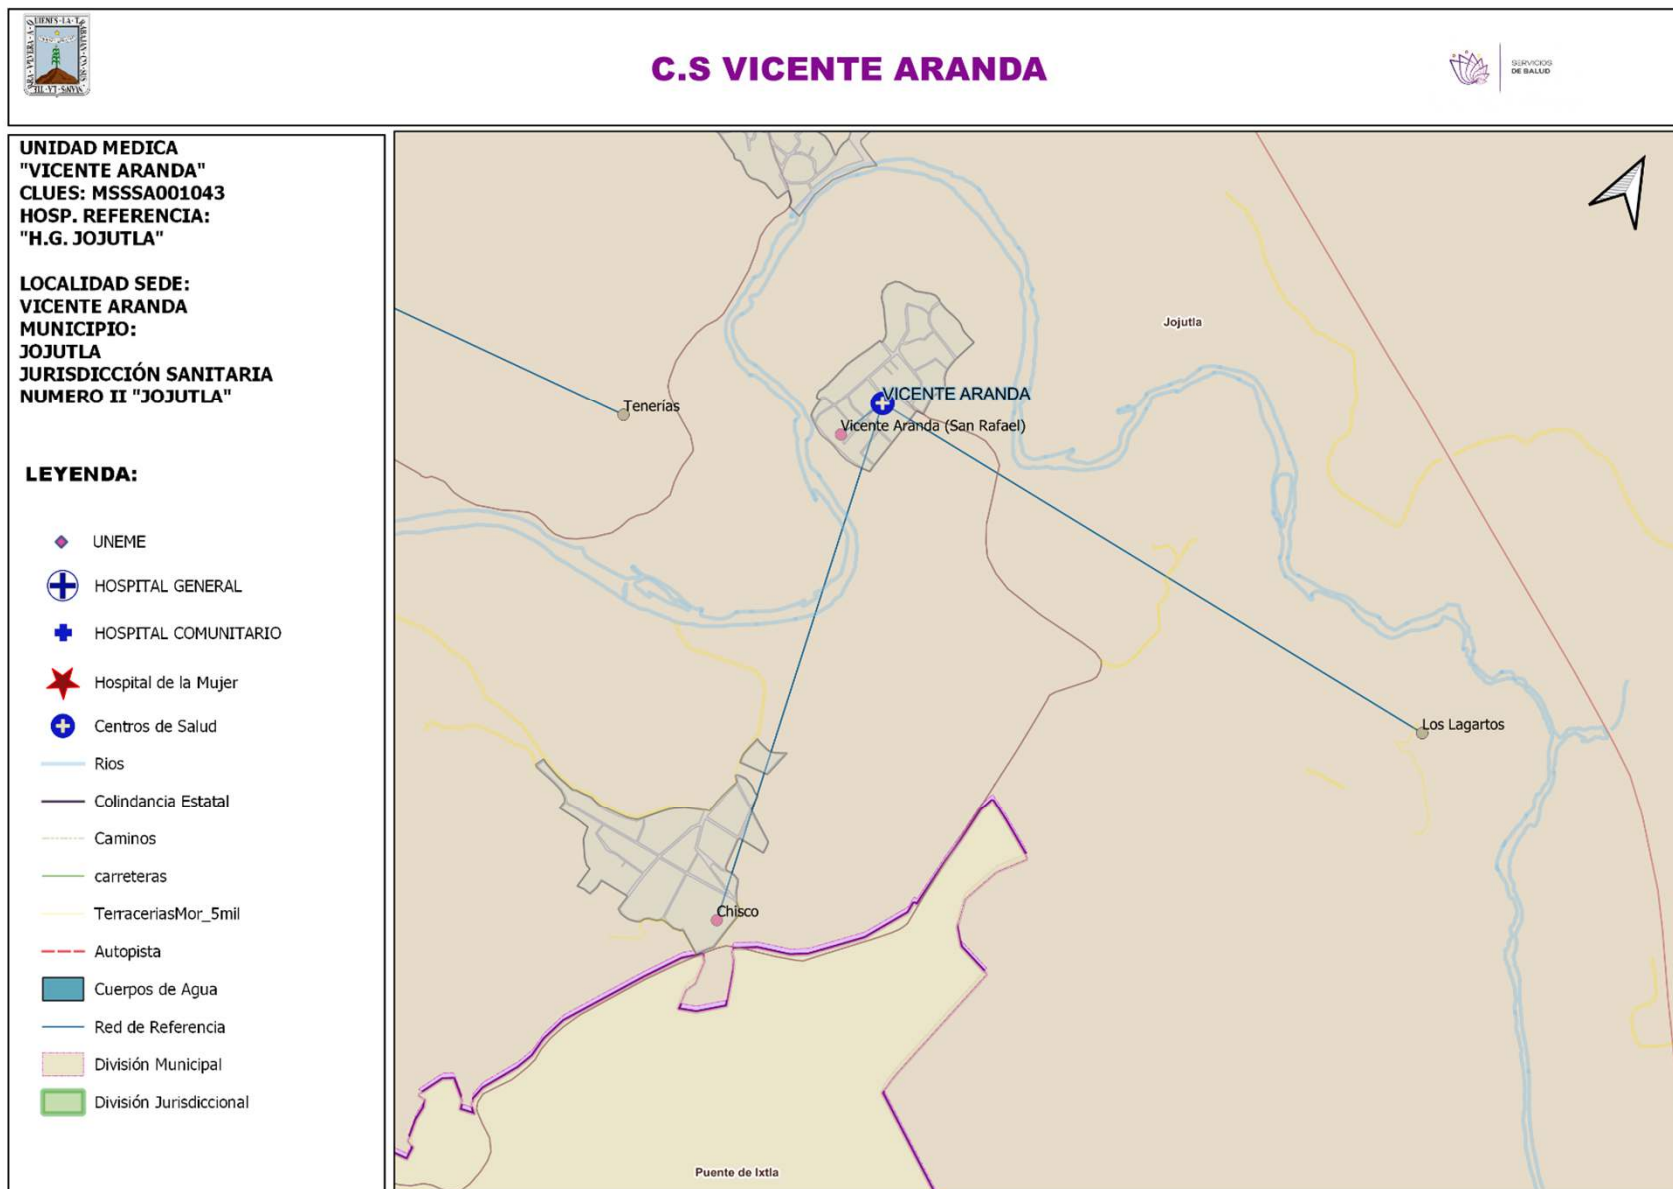 C.S VICENTE ARANDA
SERVICIOS
DE SALUD
UNIDAD MEDICA
"VICENTE ARANDA"
CLUES: MSSSA001043
HOSP. REFERENCIA:
"H.G. JOJUTLA"
LOCALIDAD SEDE:
VICENTE ARANDA
MUNICIPIO:
JOJUTLA
JURISDICCIÓN SANITARIA
NUMERO II "JOJUTLA"
LEYENDA:
UNEME
HOSPITAL GENERAL
HOSPITAL COMUNITARIO
Hospital de la Mujer
Centros de Salud
Rios
Colindancia Estatal
Caminos
carreteras
TerraceriasMor_5mil
Autopista
Cuerpos de Agua
Red de Referencia
División Municipal
División Jurisdiccional
Jojutla
VICENTE ARANDA
Tenerías
Vicente Aranda (San Rafael)
Los Lagartos
Chisco
Puente de Ixtla